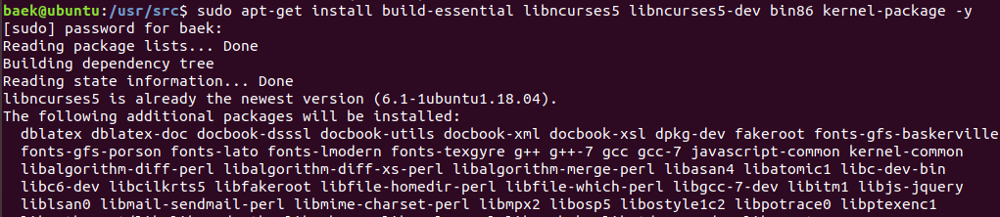 baek@ubuntu:/usr/src$ sudo apt-get install build-essential libncurses5 libncurses5-dev bin86 kernel-package -y
[sudo] password for baek:
Reading package lists... Done
Building dependency tree
Reading state information... Done
libncurses5 is already the newest version (6.1-1ubuntu1.18.04).
The following additional packages will be installed:
  dblatex dblatex-doc docbook-dsssl docbook-utils docbook-xml docbook-xsl dpkg-dev fakeroot fonts-gfs-baskerville
  fonts-gfs-porson fonts-lato fonts-lmodern fonts-texgyre g++ g++-7 gcc gcc-7 javascript-common kernel-common
  libalgorithm-diff-perl libalgorithm-diff-xs-perl libalgorithm-merge-perl libasan4 libatomic1 libc-dev-bin
  libc6-dev libcilkrts5 libfakeroot libfile-homedir-perl libfile-which-perl libgcc-7-dev libitm1 libjs-jquery
  liblsan0 libmail-sendmail-perl libmime-charset-perl libmpx2 libosp5 libostyle1c2 libpotrace0 libptexenc1